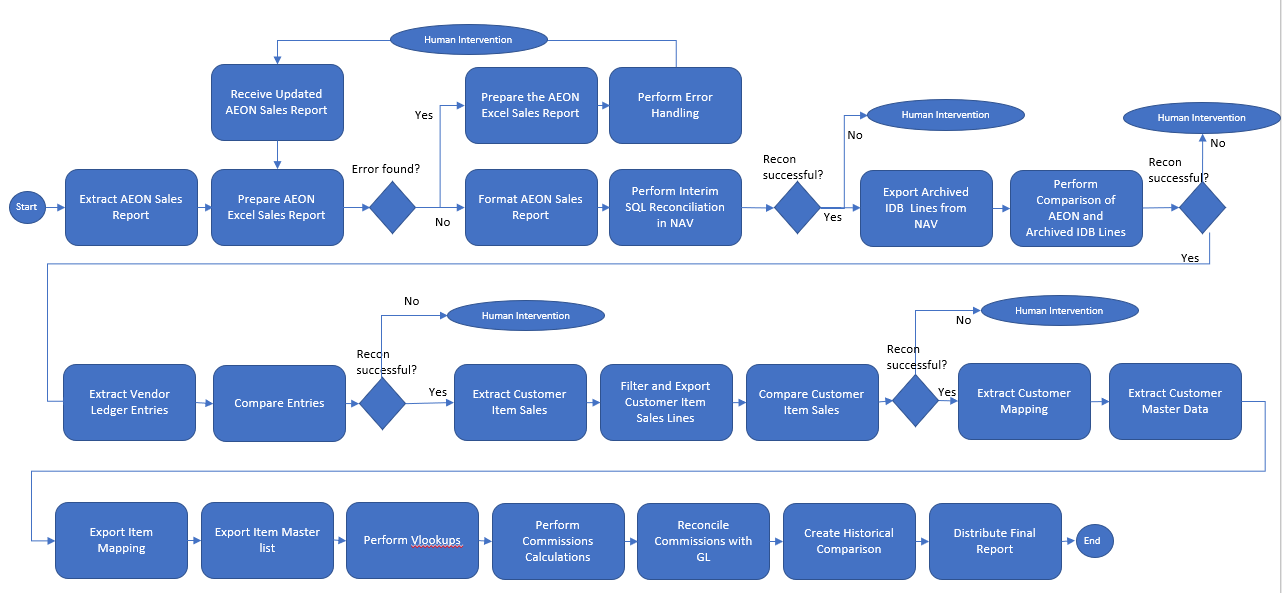 Human Intervention
Receive Updated
AEON Sales Report
Prepare the AEON
Excel Sales Report
Perform Error
Handling
Yes
Human Intervention
No
Human Intervention
No
Error found?
Recon
successful?
Recon
successful?
Start
Extract AEON Sales
Report
Prepare AEON
Excel Sales Report
No
Format AEON Sales
Report
Perform Interim
SQL Reconciliation
in NAV
Yes
Export Archived
IDB Lines from
NAV
Perform
Comparison of
AEON and
Archived IDB Lines
Yes
No
Human Intervention
Human Intervention
No
Recon
successful?
Recon
successful?
Extract Vendor
Ledger Entries
Compare Entries
Yes
Extract Customer
Item Sales
Filter and Export
Customer Item
Sales Lines
Compare Customer
Item Sales
Yes
Extract Customer
Mapping
Extract Customer
Master Data
Export Item
Mapping
Export Item Master
list
Perform Vlookups
Perform
Commissions
Calculations
Reconcile
Commissions with
GL
Create Historical
Comparison
Distribute Final
Report
End